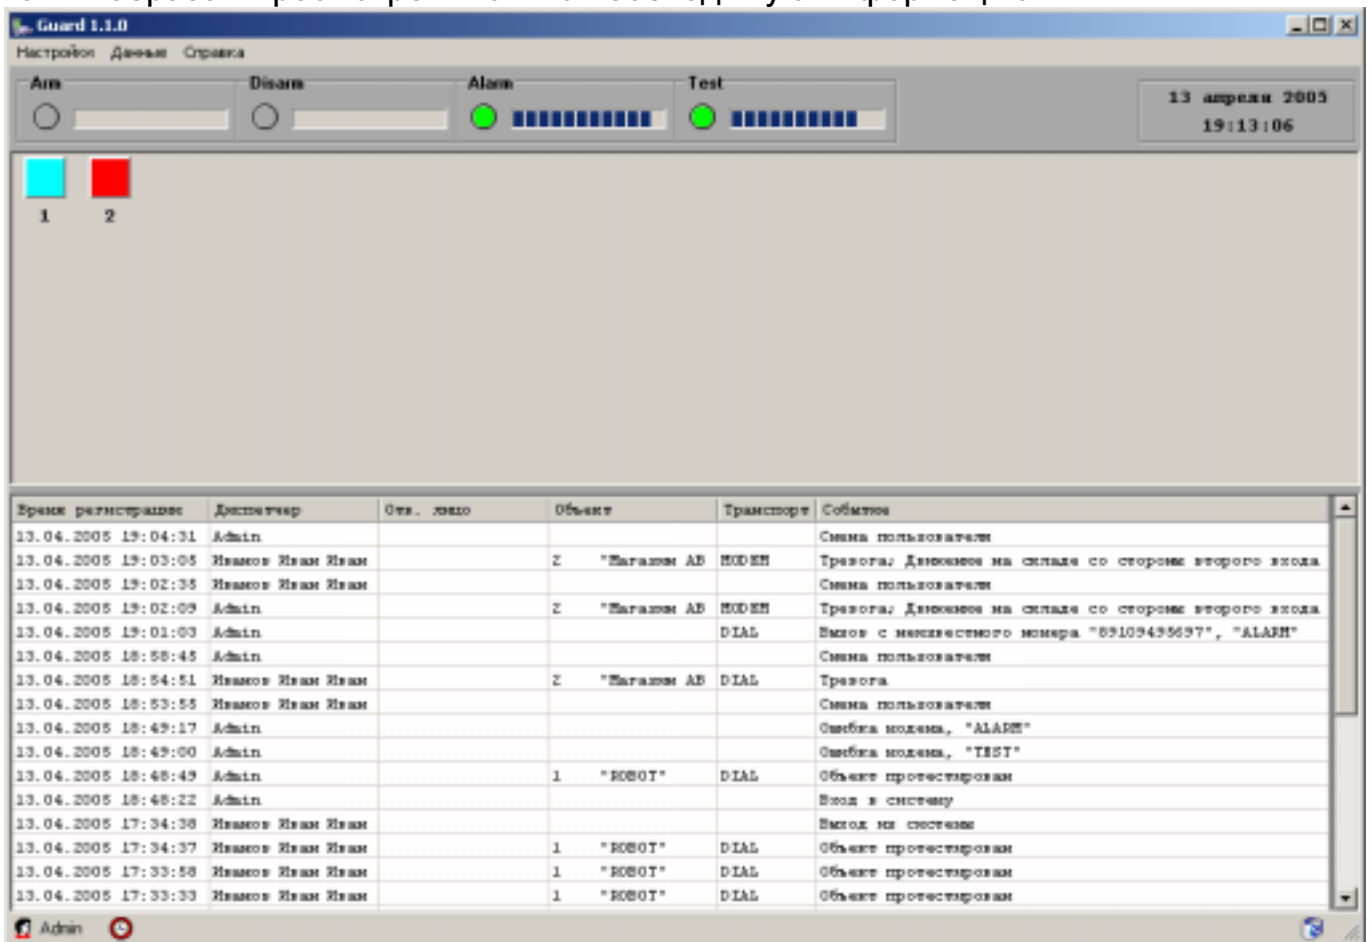 Guard 1.1.0
Настройки Данные Справка
Arm Disarm Alarm Test
13 апреля 2005
19:13:06
1 2
Время регистрации Диспетчер Отв. лицо Объект Транспорт Событие
13.04.2005 19:04:31 Admin Смена пользователя
13.04.2005 19:03:05 Иванов Иван Иван 2 "Магазин АВ MODEM Тревога; Движение на складе со стороны второго входа
13.04.2005 19:02:35 Иванов Иван Иван Смена пользователя
13.04.2005 19:02:09 Admin 2 "Магазин АВ MODEM Тревога; Движение на складе со стороны второго входа
13.04.2005 19:01:03 Admin DIAL Вызов с неизвестного номера "89109495697", "ALARM"
13.04.2005 18:58:45 Admin Смена пользователя
13.04.2005 18:54:51 Иванов Иван Иван 2 "Магазин АВ DIAL Тревога
13.04.2005 18:53:55 Иванов Иван Иван Смена пользователя
13.04.2005 18:49:17 Admin Ошибка модема, "ALARM"
13.04.2005 18:49:00 Admin Ошибка модема, "TEST"
13.04.2005 18:48:49 Admin 1 "ROBOT" DIAL Объект протестирован
13.04.2005 18:48:22 Admin Вход в систему
13.04.2005 17:34:38 Иванов Иван Иван Выход из системы
13.04.2005 17:34:37 Иванов Иван Иван 1 "ROBOT" DIAL Объект протестирован
13.04.2005 17:33:58 Иванов Иван Иван 1 "ROBOT" DIAL Объект протестирован
13.04.2005 17:33:33 Иванов Иван Иван 1 "ROBOT" DIAL Объект протестирован
Admin